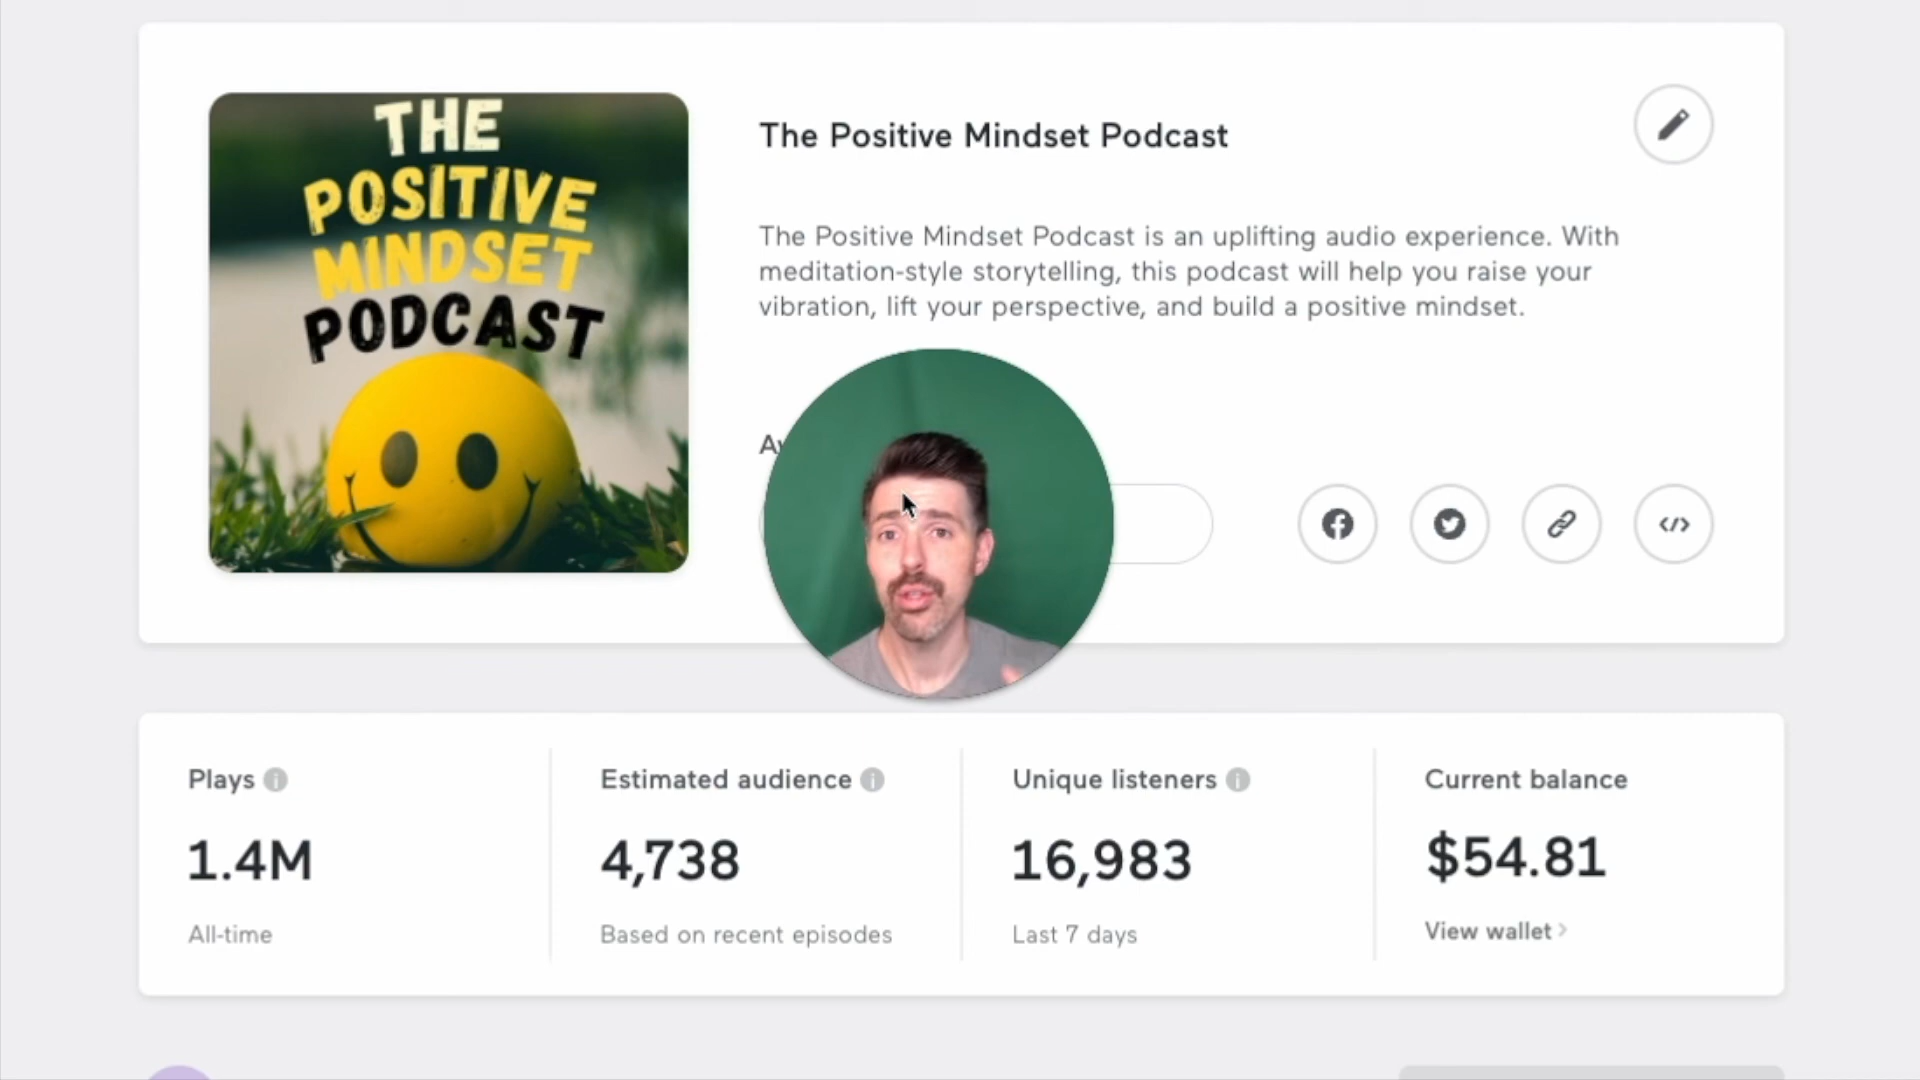 THE
POSITIVE
MINDSET
PODCAST
The Positive Mindset Podcast
The Positive Mindset Podcast is an uplifting audio experience. With
meditation-style storytelling, this podcast will help you raise your
vibration, lift your perspective, and build a positive mindset.
Plays
1.4M
All-time
Estimated audience
4,738
Based on recent episodes
Unique listeners
16,983
Last 7 days
Current balance
$54.81
View wallet